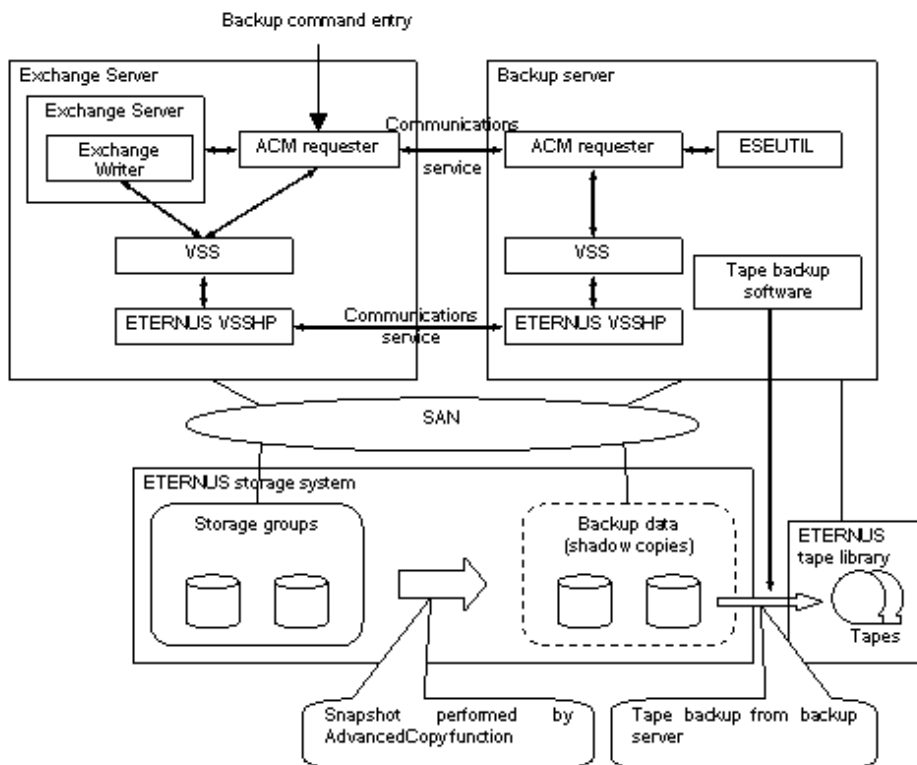 Backup command entry
Exchange Server
Backup server
Exchange Server
Exchange
Writer
ACM requester
Communications
service
ACM requester
ESEUTIL
VSS
VSS
Tape backup
software
ETERNUS VSSHP
Communications
service
ETERNUS VSSHP
SAN
ETERNUS storage system
Storage groups
Backup data
(shadow copies)
ETERNUS
tape library
Tapes
Snapshot performed by
AdvancedCopyfunction
Tape backup from backup
server